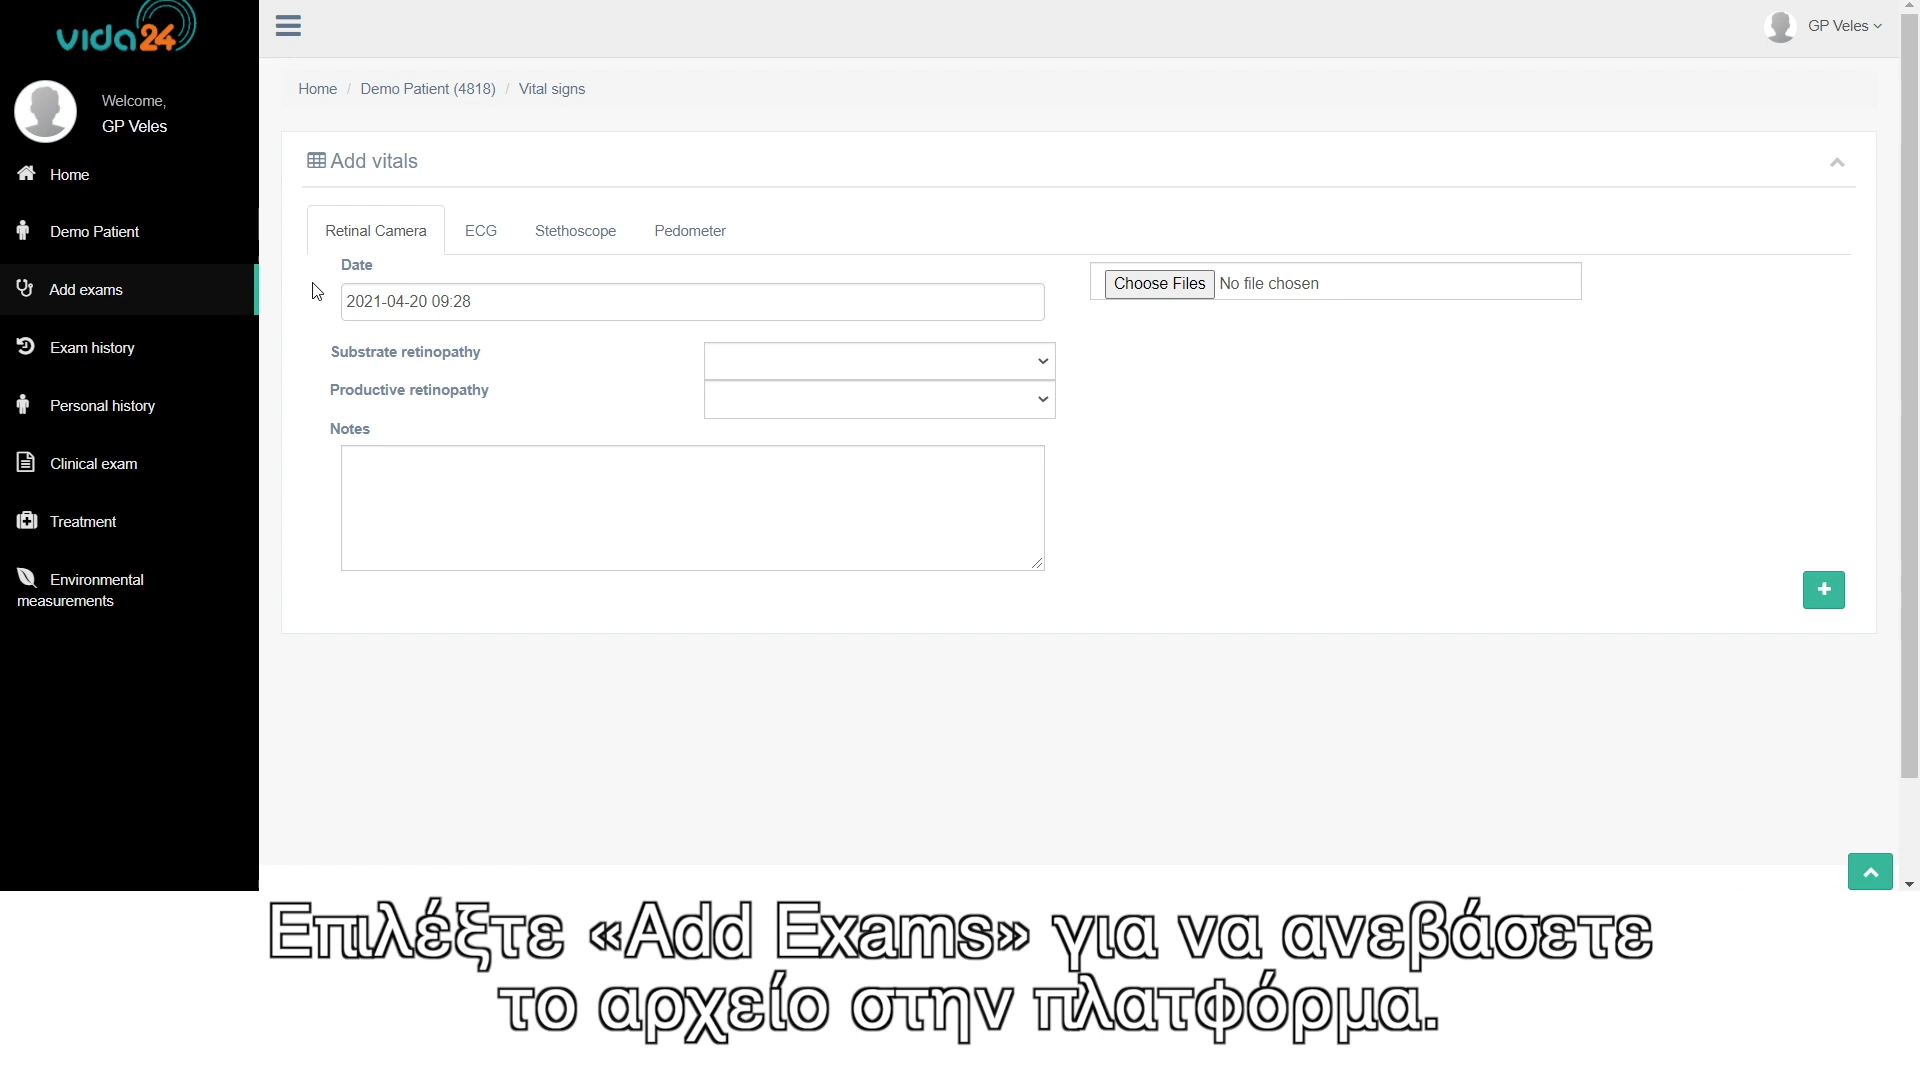 vida24
GP Veles
Welcome,
GP Veles
Home
Demo Patient
Add exams
Exam history
Personal history
Clinical exam
Treatment
Environmental
measurements
Home / Demo Patient (4818) / Vital signs
Add vitals
Retinal Camera ECG Stethoscope Pedometer
Date
2021-04-20 09:28
Choose Files No file chosen
Substrate retinopathy
Productive retinopathy
Notes
Επιλέξτε «Add Exams» για να ανεβάσετε
το αρχείο στην πλατφόρμα.